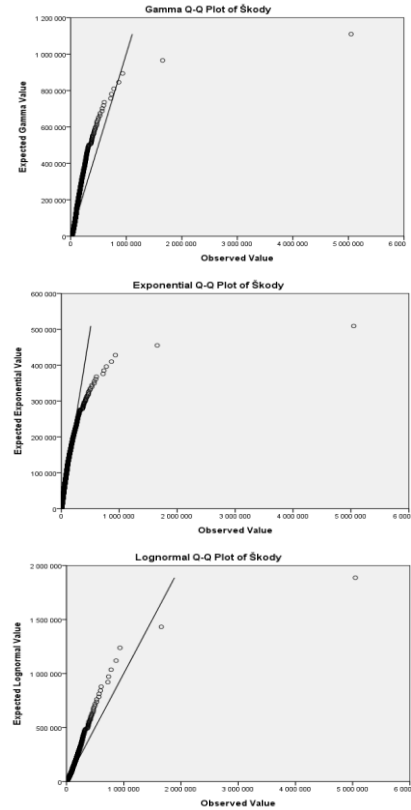 Gamma Q-Q Plot of Škody
1 200 000
1 000 000
800 000
600 000
400 000
200 000
0
Expected Gamma Value
0 1 000 000 2 000 000 3 000 000 4 000 000 5 000 000 6 000
Observed Value
Exponential Q-Q Plot of Škody
600 000
500 000
400 000
300 000
200 000
100 000
0
Expected Exponential Value
0 1 000 000 2 000 000 3 000 000 4 000 000 5 000 000 6 000
Observed Value
Lognormal Q-Q Plot of Škody
2 000 000
1 500 000
1 000 000
500 000
0
Expected Lognormal Value
0 1 000 000 2 000 000 3 000 000 4 000 000 5 000 000 6 000
Observed Value